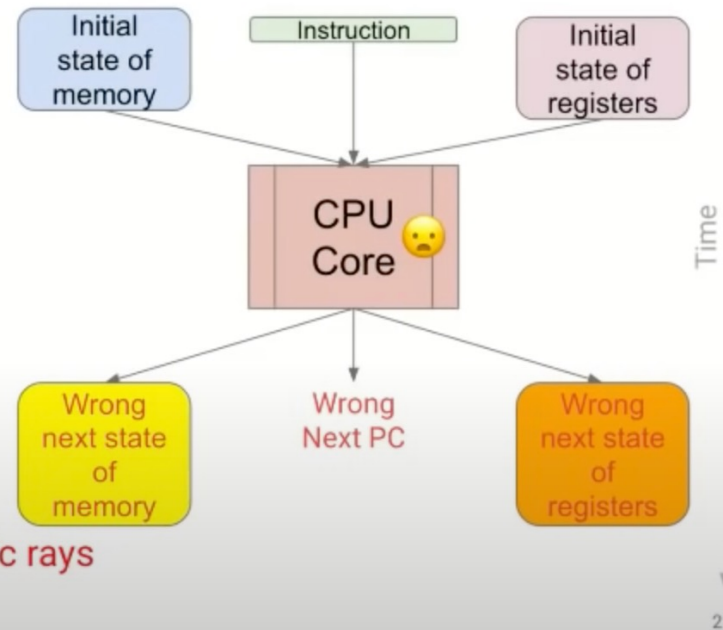 Initial
state of
memory
Instruction
Initial
state of
registers
CPU
Core
Time
Wrong
next state
of
memory
Wrong
Next PC
Wrong
next state
of
registers
c rays
2